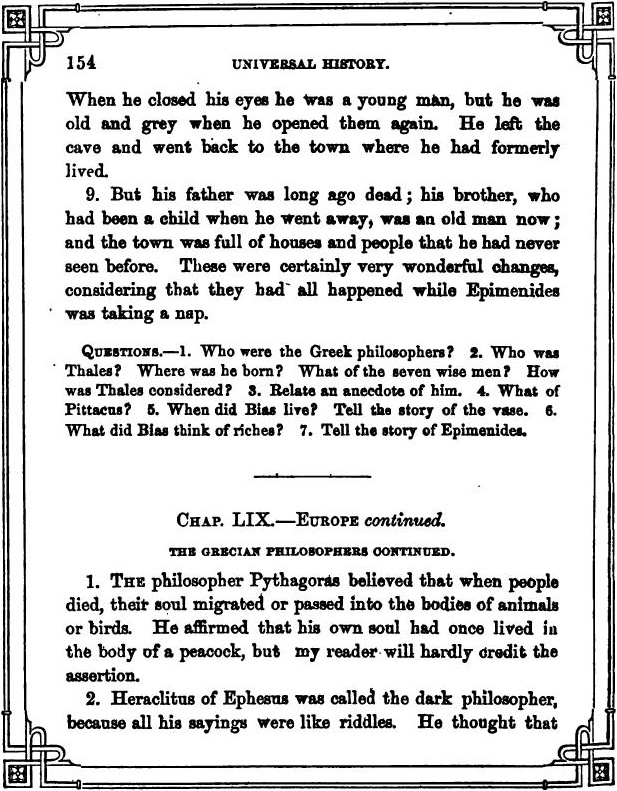 154 UNIVERSAL HISTORY.
When he closed his eyes he was a young man, but he was
old and grey when he opened them again. He left the
cave and went back to the town where he had formerly
lived.
9. But his father was long ago dead; his brother, who
had been a child when he went away, was an old man now;
and the town was full of houses and people that he had never
seen before. These were certainly very wonderful changes,
considering that they had all happened while Epimenides
was taking a nap.
QUESTIONS.—1. Who were the Greek philosophers? 2. Who was
Thales? Where was he born? What of the seven wise men? How
was Thales considered? 3. Relate an anecdote of him. 4. What of
Pittacus? 5. When did Bias live? Tell the story of the vase. 6.
What did Bias think of riches? 7. Tell the story of Epimenides.
CHAP. LIX.—EUROPE continued.
THE GRECIAN PHILOSOPHERS CONTINUED.
1. THE philosopher Pythagoras believed that when people
died, their soul migrated or passed into the bodies of animals
or birds. He affirmed that his own soul had once lived in
the body of a peacock, but my reader will hardly credit the
assertion.
2. Heraclitus of Ephesus was called the dark philosopher,
because all his sayings were like riddles. He thought that